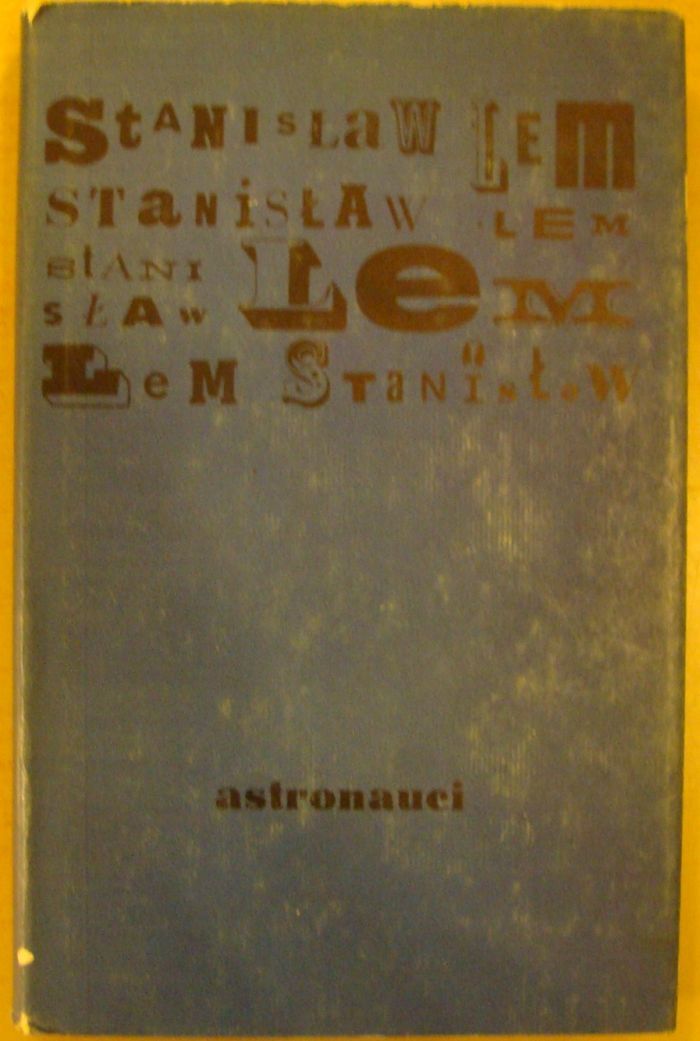 StANIsŁaW LEM
STaNiSŁAW LEM
StANI
sŁAw LeM
LeM STaNisŁaW
astronauci